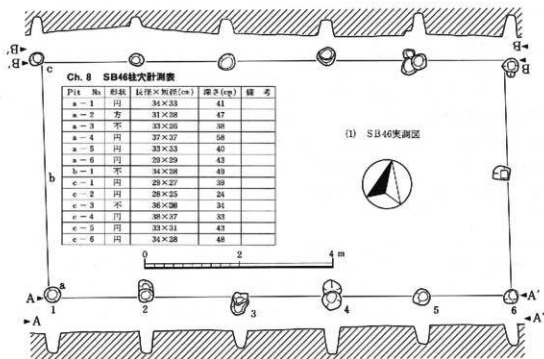 B' B
B' B
c
Ch. 8 SB46柱穴計測表
Pit No 形状 長径×短径(cm) 深さ(cm) 備考
a-1 円 34×33 41
a-2 方 31×28 47
a-3 不 33×26 38
a-4 円 37×37 58
a-5 円 33×33 40
a-6 円 29×29 43
b-1 不 34×28 49
c-1 円 29×27 39
c-2 円 28×25 24
c-3 不 36×28 34
c-4 円 38×37 33
c-5 円 33×31 43
c-6 円 34×28 48
(1) SB46実測図
b
0 2 4 m
a
A A'
1 2 3 4 5 6
A A'